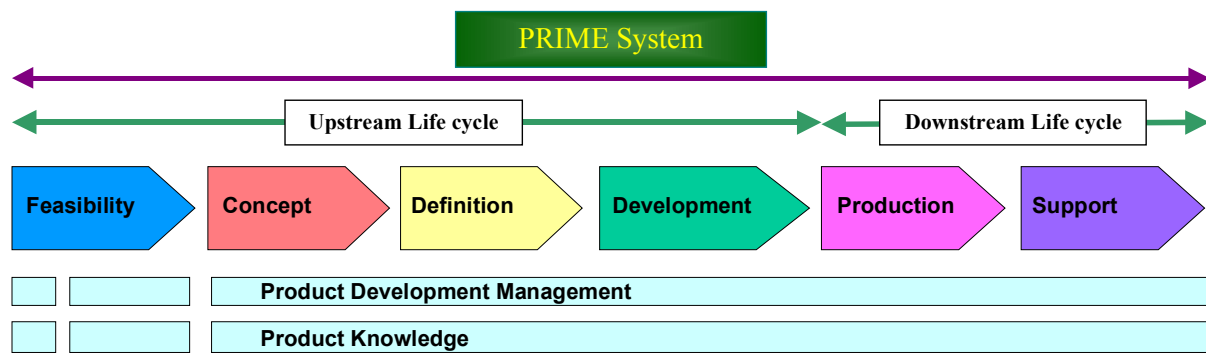 PRIME System
Upstream Life cycle
Downstream Life cycle
Feasibility
Concept
Definition
Development
Production
Support
Product Development Management
Product Knowledge